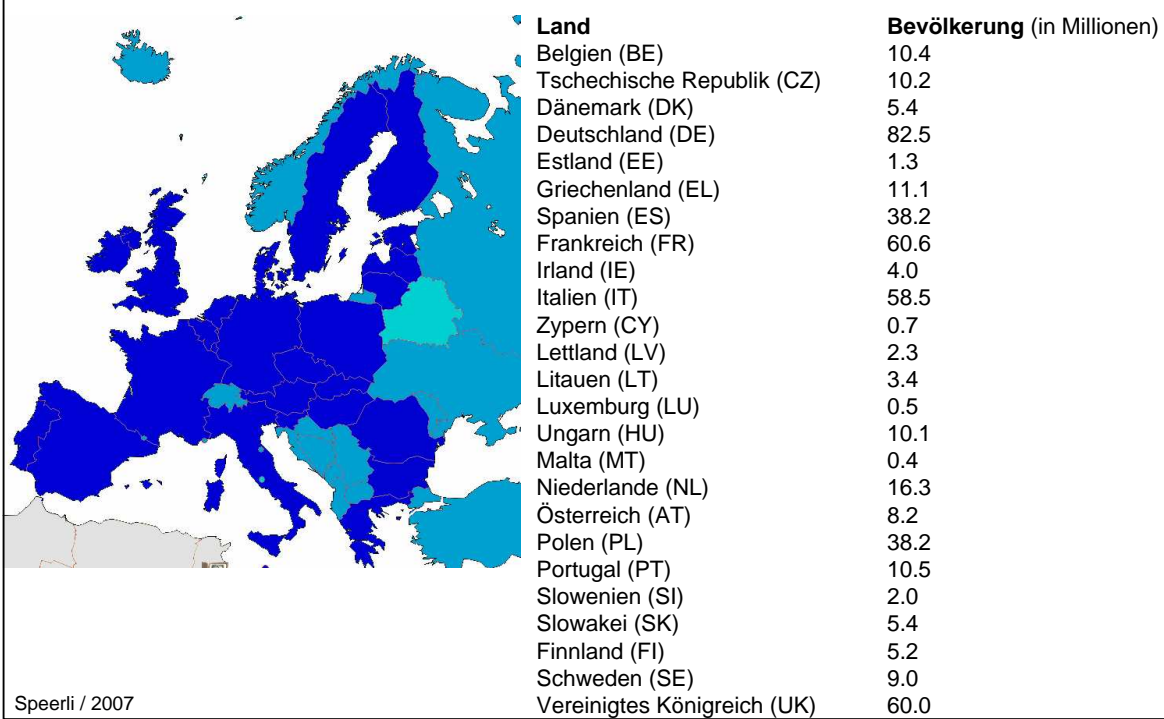 Land Bevölkerung (in Millionen)
Belgien (BE) 10.4
Tschechische Republik (CZ) 10.2
Dänemark (DK) 5.4
Deutschland (DE) 82.5
Estland (EE) 1.3
Griechenland (EL) 11.1
Spanien (ES) 38.2
Frankreich (FR) 60.6
Irland (IE) 4.0
Italien (IT) 58.5
Zypern (CY) 0.7
Lettland (LV) 2.3
Litauen (LT) 3.4
Luxemburg (LU) 0.5
Ungarn (HU) 10.1
Malta (MT) 0.4
Niederlande (NL) 16.3
Österreich (AT) 8.2
Polen (PL) 38.2
Portugal (PT) 10.5
Slowenien (SI) 2.0
Slowakei (SK) 5.4
Finnland (FI) 5.2
Schweden (SE) 9.0
Vereinigtes Königreich (UK) 60.0
Speerli / 2007